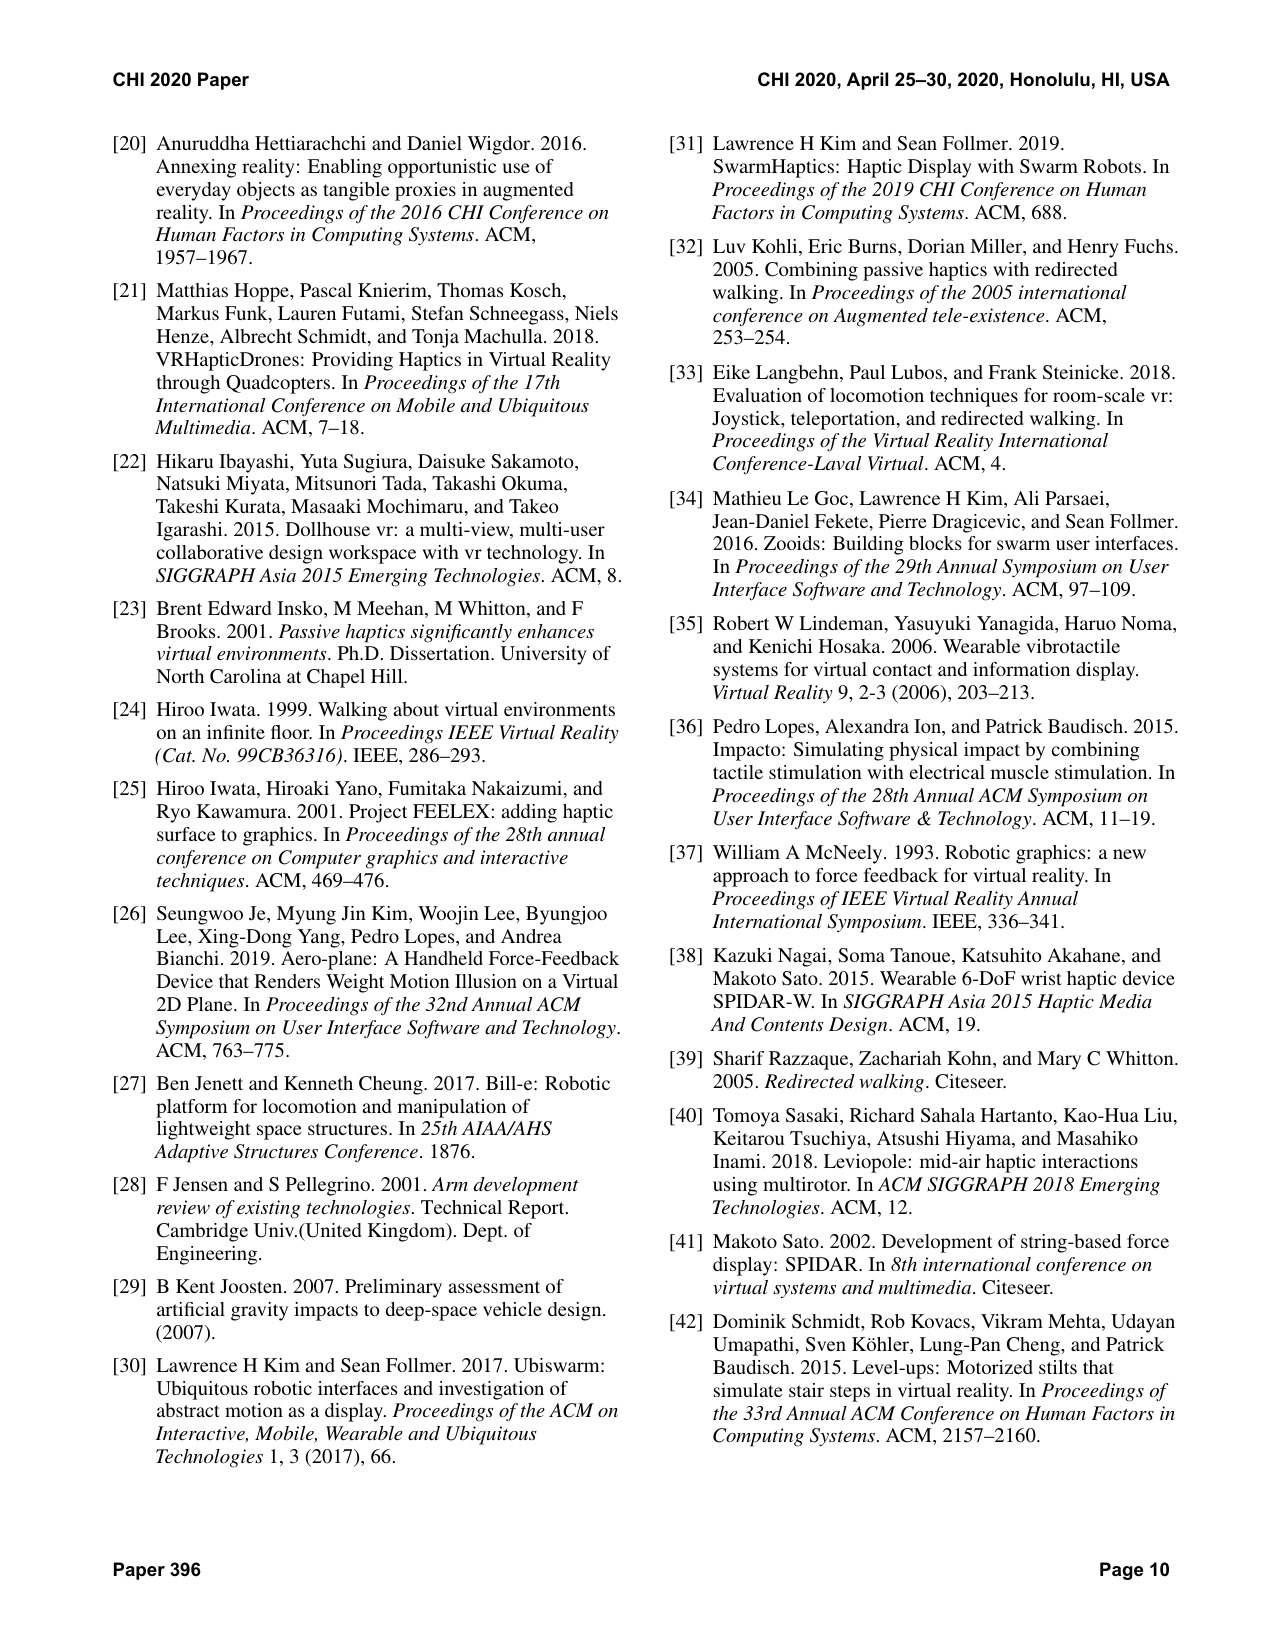 CHI 2020 Paper
CHI 2020, April 25–30, 2020, Honolulu, HI, USA
[20] Anuruddha Hettiarachchi and Daniel Wigdor. 2016.
Annexing reality: Enabling opportunistic use of
everyday objects as tangible proxies in augmented
reality. In Proceedings of the 2016 CHI Conference on
Human Factors in Computing Systems. ACM,
1957–1967.
[21] Matthias Hoppe, Pascal Knierim, Thomas Kosch,
Markus Funk, Lauren Futami, Stefan Schneegass, Niels
Henze, Albrecht Schmidt, and Tonja Machulla. 2018.
VRHapticDrones: Providing Haptics in Virtual Reality
through Quadcopters. In Proceedings of the 17th
International Conference on Mobile and Ubiquitous
Multimedia. ACM, 7–18.
[22] Hikaru Ibayashi, Yuta Sugiura, Daisuke Sakamoto,
Natsuki Miyata, Mitsunori Tada, Takashi Okuma,
Takeshi Kurata, Masaaki Mochimaru, and Takeo
Igarashi. 2015. Dollhouse vr: a multi-view, multi-user
collaborative design workspace with vr technology. In
SIGGRAPH Asia 2015 Emerging Technologies. ACM, 8.
[23] Brent Edward Insko, M Meehan, M Whitton, and F
Brooks. 2001. Passive haptics significantly enhances
virtual environments. Ph.D. Dissertation. University of
North Carolina at Chapel Hill.
[24] Hiroo Iwata. 1999. Walking about virtual environments
on an infinite floor. In Proceedings IEEE Virtual Reality
(Cat. No. 99CB36316). IEEE, 286–293.
[25] Hiroo Iwata, Hiroaki Yano, Fumitaka Nakaizumi, and
Ryo Kawamura. 2001. Project FEELEX: adding haptic
surface to graphics. In Proceedings of the 28th annual
conference on Computer graphics and interactive
techniques. ACM, 469–476.
[26] Seungwoo Je, Myung Jin Kim, Woojin Lee, Byungjoo
Lee, Xing-Dong Yang, Pedro Lopes, and Andrea
Bianchi. 2019. Aero-plane: A Handheld Force-Feedback
Device that Renders Weight Motion Illusion on a Virtual
2D Plane. In Proceedings of the 32nd Annual ACM
Symposium on User Interface Software and Technology.
ACM, 763–775.
[27] Ben Jenett and Kenneth Cheung. 2017. Bill-e: Robotic
platform for locomotion and manipulation of
lightweight space structures. In 25th AIAA/AHS
Adaptive Structures Conference. 1876.
[28] F Jensen and S Pellegrino. 2001. Arm development
review of existing technologies. Technical Report.
Cambridge Univ.(United Kingdom). Dept. of
Engineering.
[29] B Kent Joosten. 2007. Preliminary assessment of
artificial gravity impacts to deep-space vehicle design.
(2007).
[30] Lawrence H Kim and Sean Follmer. 2017. Ubiswarm:
Ubiquitous robotic interfaces and investigation of
abstract motion as a display. Proceedings of the ACM on
Interactive, Mobile, Wearable and Ubiquitous
Technologies 1, 3 (2017), 66.
[31] Lawrence H Kim and Sean Follmer. 2019.
SwarmHaptics: Haptic Display with Swarm Robots. In
Proceedings of the 2019 CHI Conference on Human
Factors in Computing Systems. ACM, 688.
[32] Luv Kohli, Eric Burns, Dorian Miller, and Henry Fuchs.
2005. Combining passive haptics with redirected
walking. In Proceedings of the 2005 international
conference on Augmented tele-existence. ACM,
253–254.
[33] Eike Langbehn, Paul Lubos, and Frank Steinicke. 2018.
Evaluation of locomotion techniques for room-scale vr:
Joystick, teleportation, and redirected walking. In
Proceedings of the Virtual Reality International
Conference-Laval Virtual. ACM, 4.
[34] Mathieu Le Goc, Lawrence H Kim, Ali Parsaei,
Jean-Daniel Fekete, Pierre Dragicevic, and Sean Follmer.
2016. Zooids: Building blocks for swarm user interfaces.
In Proceedings of the 29th Annual Symposium on User
Interface Software and Technology. ACM, 97–109.
[35] Robert W Lindeman, Yasuyuki Yanagida, Haruo Noma,
and Kenichi Hosaka. 2006. Wearable vibrotactile
systems for virtual contact and information display.
Virtual Reality 9, 2-3 (2006), 203–213.
[36] Pedro Lopes, Alexandra Ion, and Patrick Baudisch. 2015.
Impacto: Simulating physical impact by combining
tactile stimulation with electrical muscle stimulation. In
Proceedings of the 28th Annual ACM Symposium on
User Interface Software & Technology. ACM, 11–19.
[37] William A McNeely. 1993. Robotic graphics: a new
approach to force feedback for virtual reality. In
Proceedings of IEEE Virtual Reality Annual
International Symposium. IEEE, 336–341.
[38] Kazuki Nagai, Soma Tanoue, Katsuhito Akahane, and
Makoto Sato. 2015. Wearable 6-DoF wrist haptic device
SPIDAR-W. In SIGGRAPH Asia 2015 Haptic Media
And Contents Design. ACM, 19.
[39] Sharif Razzaque, Zachariah Kohn, and Mary C Whitton.
2005. Redirected walking. Citeseer.
[40] Tomoya Sasaki, Richard Sahala Hartanto, Kao-Hua Liu,
Keitarou Tsuchiya, Atsushi Hiyama, and Masahiko
Inami. 2018. Leviopole: mid-air haptic interactions
using multirotor. In ACM SIGGRAPH 2018 Emerging
Technologies. ACM, 12.
[41] Makoto Sato. 2002. Development of string-based force
display: SPIDAR. In 8th international conference on
virtual systems and multimedia. Citeseer.
[42] Dominik Schmidt, Rob Kovacs, Vikram Mehta, Udayan
Umapathi, Sven Köhler, Lung-Pan Cheng, and Patrick
Baudisch. 2015. Level-ups: Motorized stilts that
simulate stair steps in virtual reality. In Proceedings of
the 33rd Annual ACM Conference on Human Factors in
Computing Systems. ACM, 2157–2160.
Paper 396
Page 10